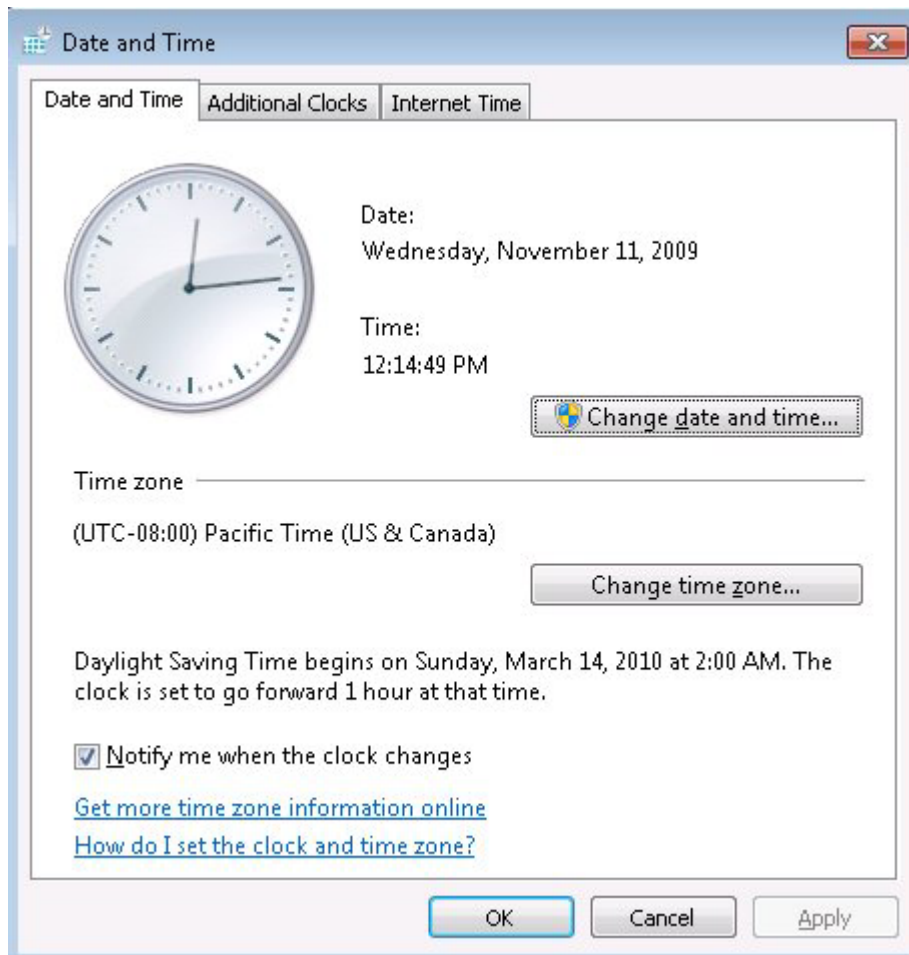 Date and Time
Date and Time
Additional Clocks
Internet Time
Date:
Wednesday, November 11, 2009
Time:
12:14:49 PM
Change date and time...
Time zone
(UTC-08:00) Pacific Time (US & Canada)
Change time zone...
Daylight Saving Time begins on Sunday, March 14, 2010 at 2:00 AM. The
clock is set to go forward 1 hour at that time.
Notify me when the clock changes
Get more time zone information online
How do I set the clock and time zone?
OK
Cancel
Apply